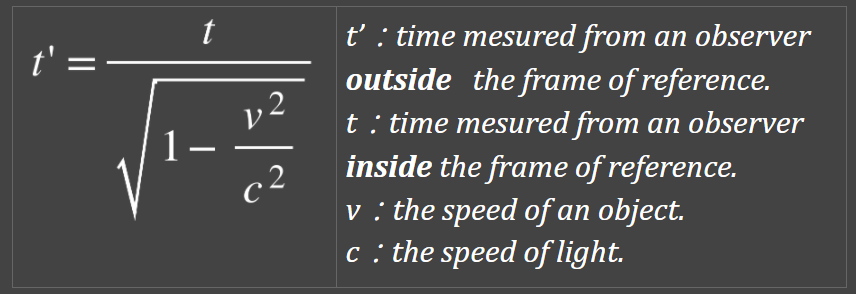 t' = t / √(1 − v² / c²)
t’：time mesured from an observer
outside the frame of reference.
t：time mesured from an observer
inside the frame of reference.
v：the speed of an object.
c：the speed of light.